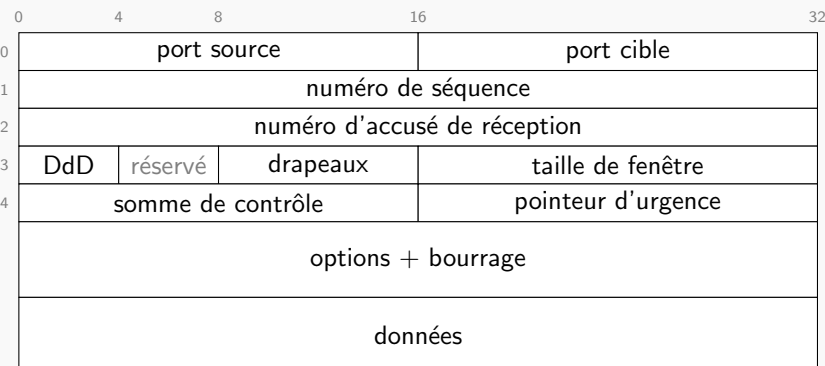 0 4 8 16 32
0 port source port cible
1 numéro de séquence
2 numéro d'accusé de réception
3 DdD réservé drapeaux taille de fenêtre
4 somme de contrôle pointeur d'urgence
options + bourrage
données